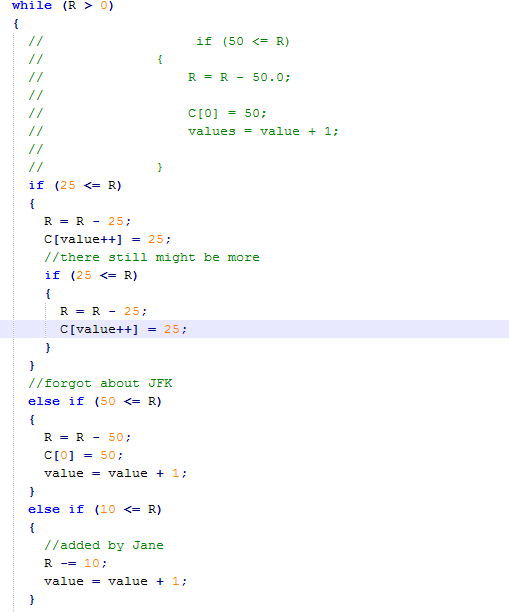 while (R > 0)
{
//                   if (50 <= R)
//              {
//                  R = R - 50.0;
//
//                  C[0] = 50;
//                  values = value + 1;
//
//              }
  if (25 <= R)
  {
    R = R - 25;
    C[value++] = 25;
    //there still might be more
    if (25 <= R)
    {
      R = R - 25;
      C[value++] = 25;
    }
  }
  //forgot about JFK
  else if (50 <= R)
  {
    R = R - 50;
    C[0] = 50;
    value = value + 1;
  }
  else if (10 <= R)
  {
    //added by Jane
    R -= 10;
    value = value + 1;
  }